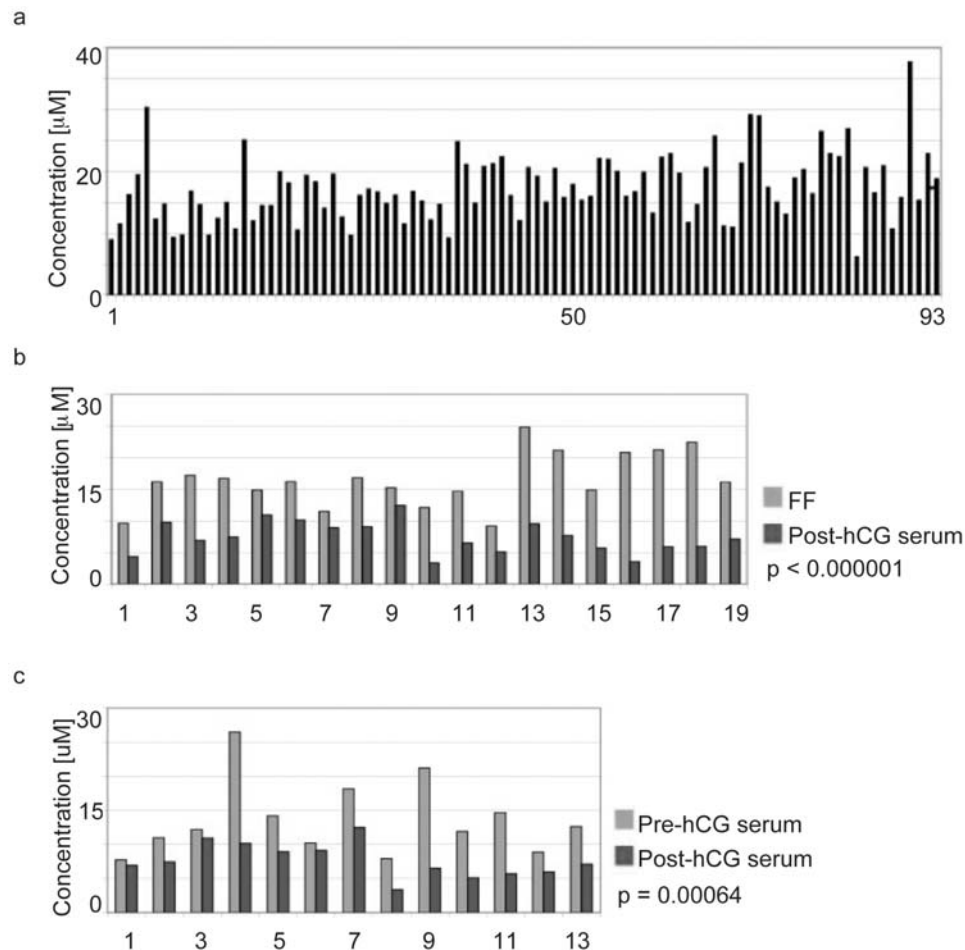 a
Concentration [µM]
40
20
0
1 50 93
b
Concentration [µM]
30
15
0
1 3 5 7 9 11 13 15 17 19
FF
Post-hCG serum
p < 0.000001
c
Concentration [uM]
30
15
0
1 3 5 7 9 11 13
Pre-hCG serum
Post-hCG serum
p = 0.00064